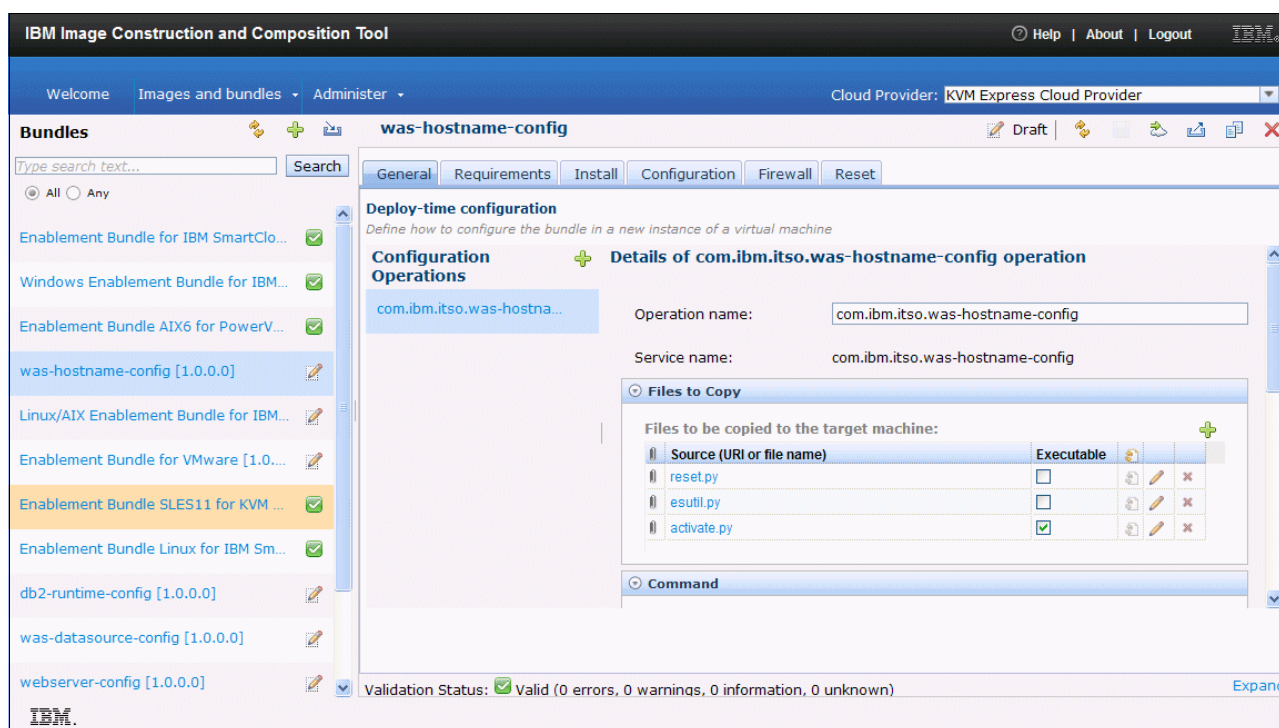 IBM Image Construction and Composition Tool
Help | About | Logout
IBM.
Welcome Images and bundles Administer
Cloud Provider: KVM Express Cloud Provider
Bundles
Type search text... Search
All Any
Enablement Bundle for IBM SmartClo...
Windows Enablement Bundle for IBM...
Enablement Bundle AIX6 for PowerV...
was-hostname-config [1.0.0.0]
Linux/AIX Enablement Bundle for IBM...
Enablement Bundle for VMware [1.0....
Enablement Bundle SLES11 for KVM ...
Enablement Bundle Linux for IBM Sm...
db2-runtime-config [1.0.0.0]
was-datasource-config [1.0.0.0]
webserver-config [1.0.0.0]
was-hostname-config
Draft
General Requirements Install Configuration Firewall Reset
Deploy-time configuration
Define how to configure the bundle in a new instance of a virtual machine
Configuration
Operations
com.ibm.itso.was-hostna...
Details of com.ibm.itso.was-hostname-config operation
Operation name: com.ibm.itso.was-hostname-config
Service name: com.ibm.itso.was-hostname-config
Files to Copy
Files to be copied to the target machine:
Source (URI or file name) Executable
reset.py
esutil.py
activate.py
Command
Validation Status: Valid (0 errors, 0 warnings, 0 information, 0 unknown)
Expand
IBM.